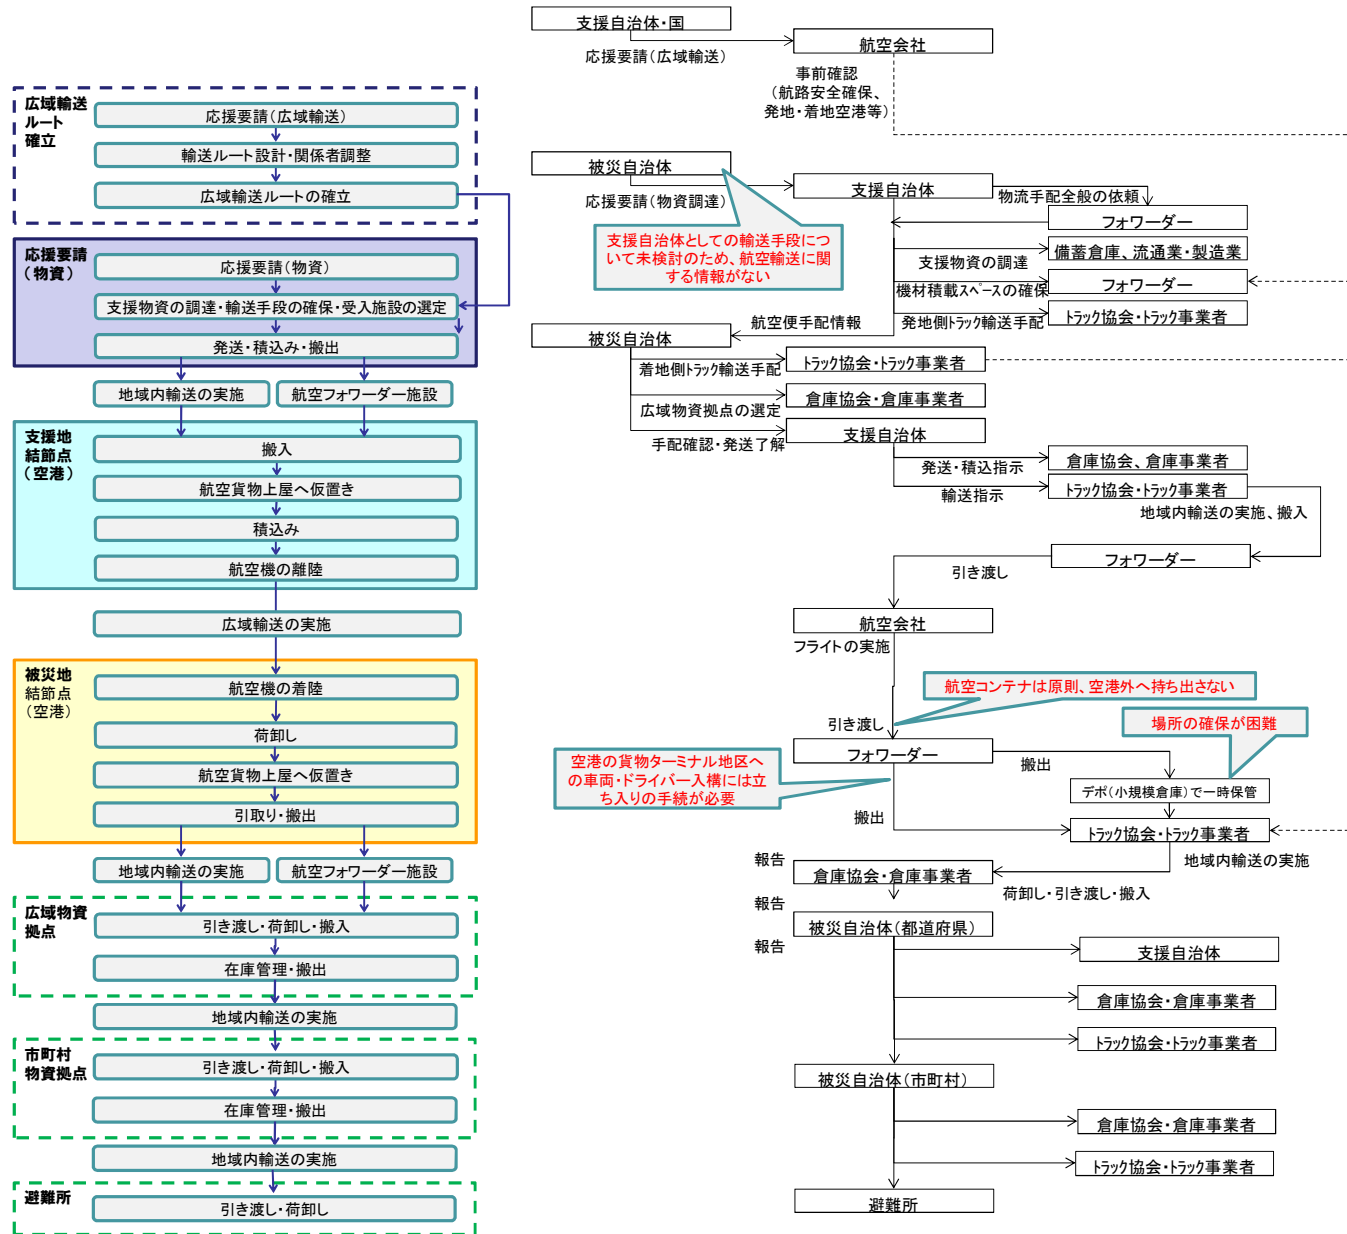 広域輸送
ルート
確立
応援要請（広域輸送）
輸送ルート設計・関係者調整
広域輸送ルートの確立
応援要請
（物資）
応援要請（物資）
支援物資の調達・輸送手段の確保・受入施設の選定
発送・積込み・搬出
地域内輸送の実施
航空フォワーダー施設
支援地
結節点
（空港）
搬入
航空貨物上屋へ仮置き
積込み
航空機の離陸
広域輸送の実施
被災地
結節点
（空港）
航空機の着陸
荷卸し
航空貨物上屋へ仮置き
引取り・搬出
地域内輸送の実施
航空フォワーダー施設
広域物資
拠点
引き渡し・荷卸し・搬入
在庫管理・搬出
地域内輸送の実施
市町村
物資拠点
引き渡し・荷卸し・搬入
在庫管理・搬出
地域内輸送の実施
避難所
引き渡し・荷卸し
支援自治体・国
応援要請（広域輸送）
航空会社
事前確認
（航路安全確保、
発地・着地空港等）
被災自治体
応援要請（物資調達）
支援自治体
物流手配全般の依頼
フォワーダー
支援自治体としての輸送手段につ
いて未検討のため、航空輸送に関
する情報がない
備蓄倉庫、流通業・製造業
支援物資の調達
フォワーダー
機材積載スペースの確保
トラック協会・トラック事業者
発地側トラック輸送手配
航空便手配情報
被災自治体
トラック協会・トラック事業者
着地側トラック輸送手配
倉庫協会・倉庫事業者
広域物資拠点の選定
支援自治体
手配確認・発送了解
倉庫協会、倉庫事業者
発送・積込指示
トラック協会・トラック事業者
輸送指示
地域内輸送の実施、搬入
フォワーダー
引き渡し
航空会社
フライトの実施
航空コンテナは原則、空港外へ持ち出さない
引き渡し
場所の確保が困難
フォワーダー
空港の貨物ターミナル地区へ
の車両・ドライバー入構には立
ち入りの手続が必要
搬出
デポ（小規模倉庫）で一時保管
搬出
トラック協会・トラック事業者
地域内輸送の実施
報告
倉庫協会・倉庫事業者
荷卸し・引き渡し・搬入
報告
被災自治体（都道府県）
報告
支援自治体
倉庫協会・倉庫事業者
トラック協会・トラック事業者
被災自治体（市町村）
倉庫協会・倉庫事業者
トラック協会・トラック事業者
避難所